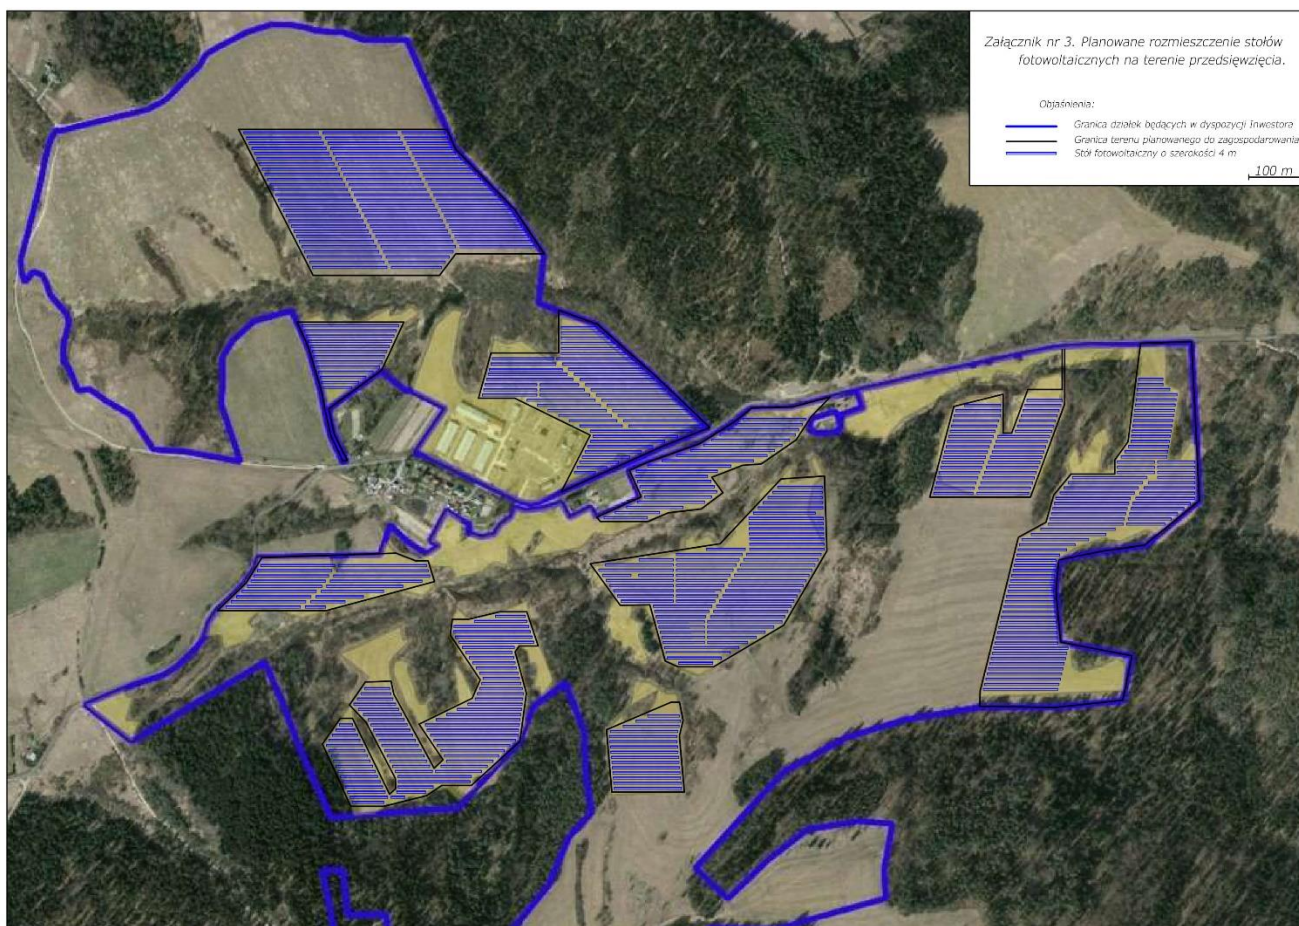 Załącznik nr 3. Planowane rozmieszczenie stołów
fotowoltaicznych na terenie przedsięwzięcia.
Objaśnienia:
Granica działek będących w dyspozycji Inwestora
Granica terenu planowanego do zagospodarowania
Stół fotowoltaiczny o szerokości 4 m
100 m